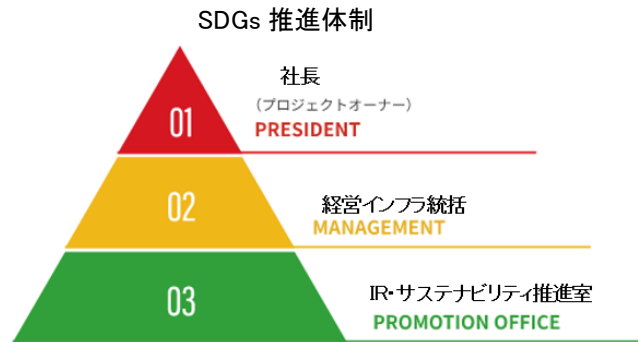 SDGs 推進体制
01
社長
（プロジェクトオーナー）
PRESIDENT
02
経営インフラ統括
MANAGEMENT
03
IR・サステナビリティ推進室
PROMOTION OFFICE